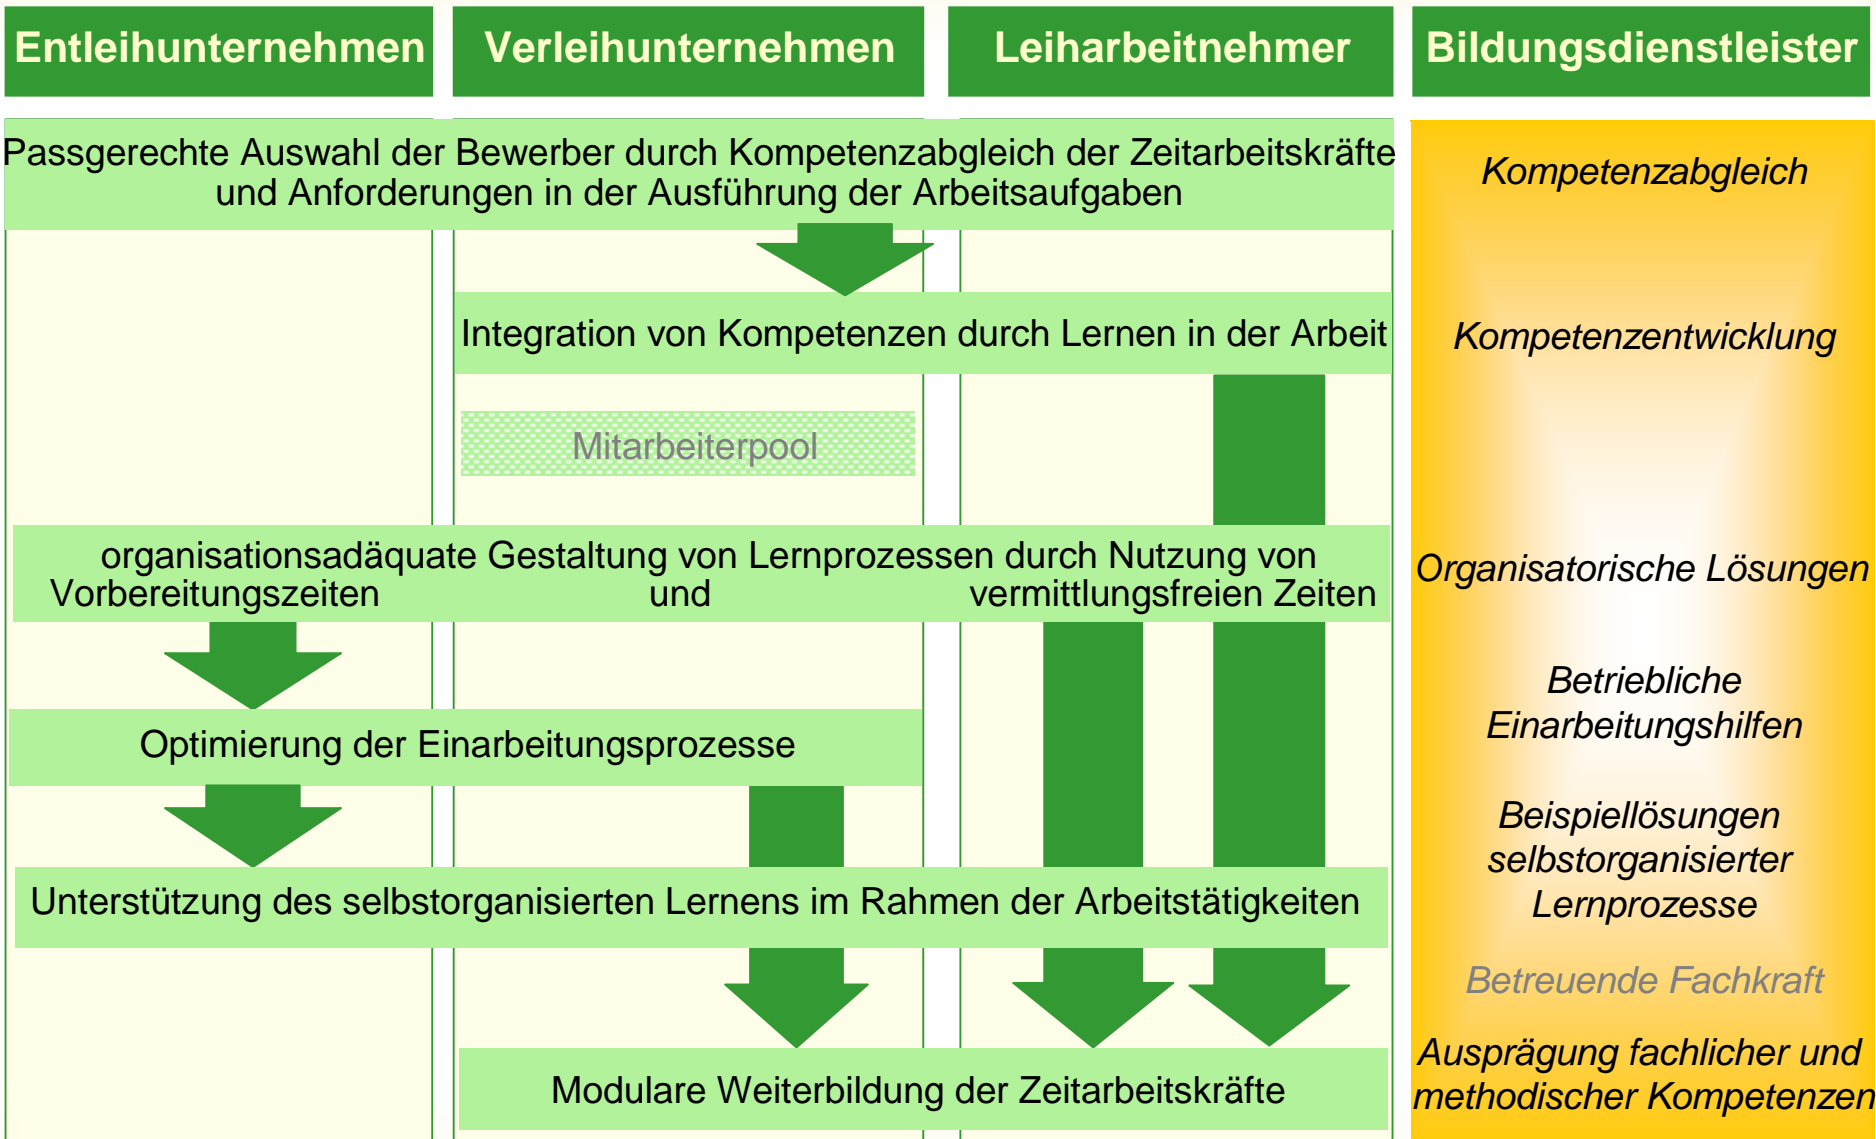 Entleihunternehmen
Verleihunternehmen
Leiharbeitnehmer
Bildungsdienstleister
Passgerechte Auswahl der Bewerber durch Kompetenzabgleich der Zeitarbeitskräfte
und Anforderungen in der Ausführung der Arbeitsaufgaben
Kompetenzabgleich
Integration von Kompetenzen durch Lernen in der Arbeit
Kompetenzentwicklung
Mitarbeiterpool
organisationsadäquate Gestaltung von Lernprozessen durch Nutzung von
Vorbereitungszeiten und vermittlungsfreien Zeiten
Organisatorische Lösungen
Optimierung der Einarbeitungsprozesse
Betriebliche
Einarbeitungshilfen
Unterstützung des selbstorganisierten Lernens im Rahmen der Arbeitstätigkeiten
Beispiellösungen
selbstorganisierter
Lernprozesse
Betreuende Fachkraft
Modulare Weiterbildung der Zeitarbeitskräfte
Ausprägung fachlicher und
methodischer Kompetenzen